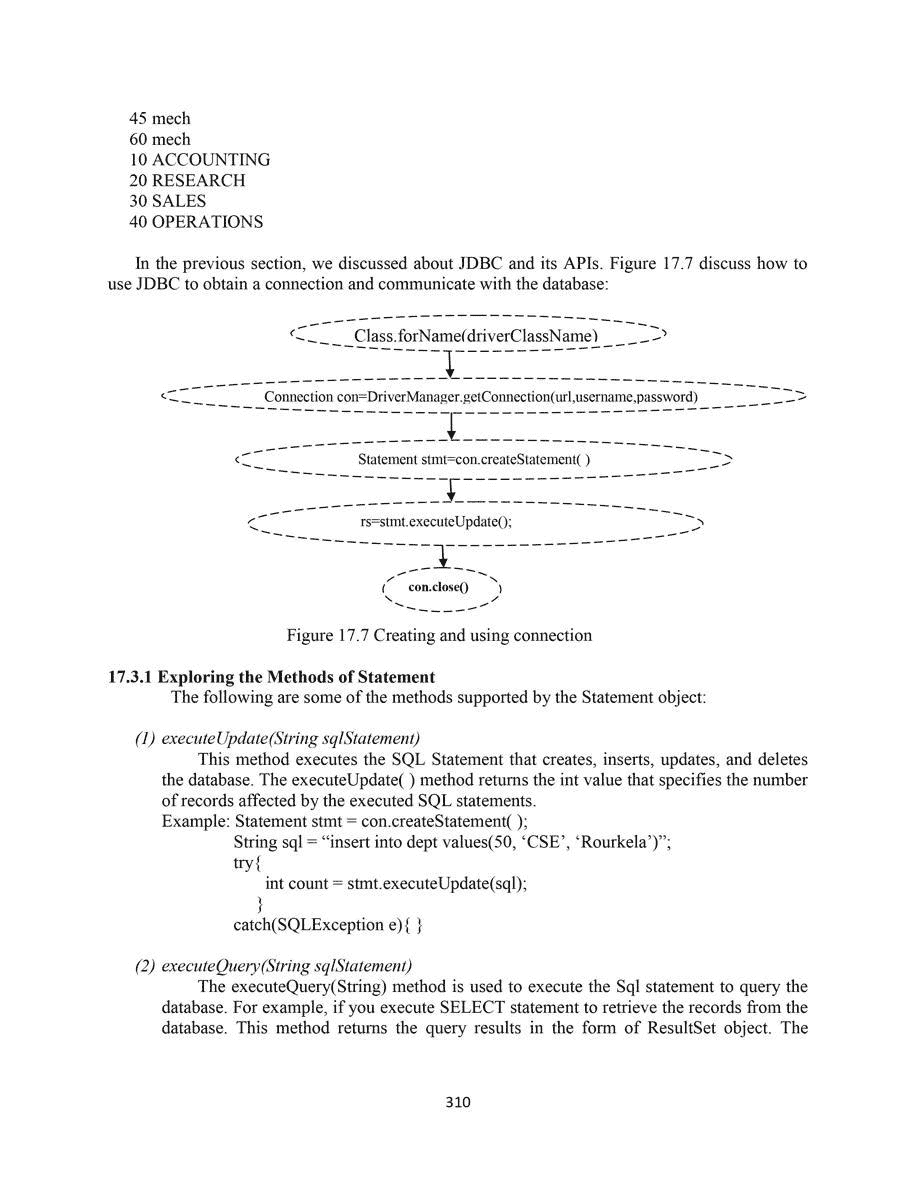 45 mech
60 mech
10 ACCOUNTING
20 RESEARCH
30 SALES
40 OPERATIONS
In the previous section, we discussed about JDBC and its APIs. Figure 17.7 discuss how to
use JDBC to obtain a connection and communicate with the database:
Class.forName(driverClassName)
Connection con=DriverManager.getConnection(url,username,password)
Statement stmt=con.createStatement( )
rs=stmt.executeUpdate();
con.close()
Figure 17.7 Creating and using connection
17.3.1 Exploring the Methods of Statement
The following are some of the methods supported by the Statement object:
(1) executeUpdate(String sqlStatement)
This method executes the SQL Statement that creates, inserts, updates, and deletes
the database. The executeUpdate( ) method returns the int value that specifies the number
of records affected by the executed SQL statements.
Example: Statement stmt = con.createStatement( );
String sql = “insert into dept values(50, ‘CSE’, ‘Rourkela’)”;
try{
int count = stmt.executeUpdate(sql);
}
catch(SQLException e){ }
(2) executeQuery(String sqlStatement)
The executeQuery(String) method is used to execute the Sql statement to query the
database. For example, if you execute SELECT statement to retrieve the records from the
database. This method returns the query results in the form of ResultSet object. The
310